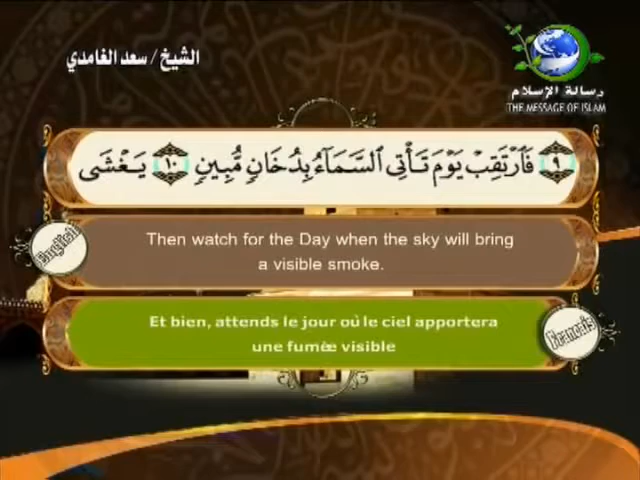 الشيخ / سعد الغامدي
رسالة الإسلام
THE MESSAGE OF ISLAM
٩ فَٱرْتَقِبْ يَوْمَ تَأْتِى ٱلسَّمَآءُ بِدُخَانٍ مُّبِينٍ ١٠ يَغْشَى
English
Then watch for the Day when the sky will bring
a visible smoke.
Et bien, attends le jour où le ciel apportera
une fumée visible
Français